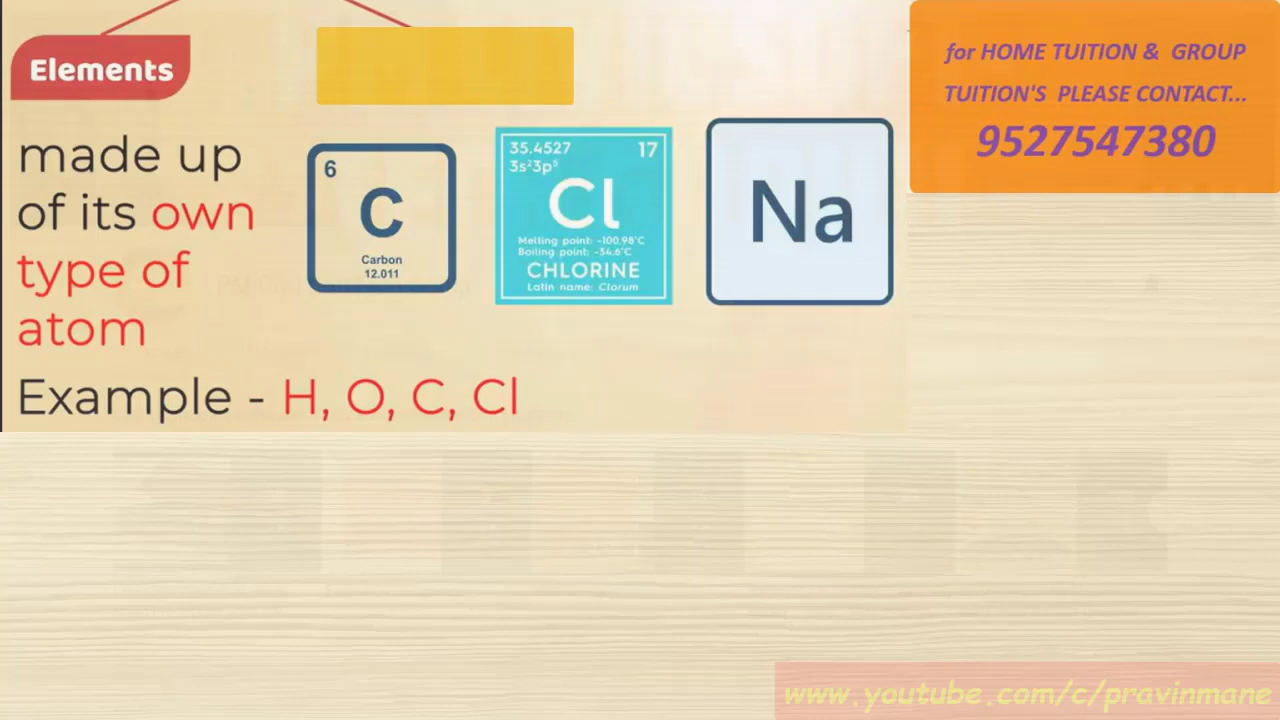 Elements
made up
of its own
type of
atom
Example - H, O, C, Cl
6
C
Carbon
12.011
35.4527 17
3s²3p⁵
Cl
Melting point: -100.98°C
Boiling point: -34.6°C
CHLORINE
Latin name: Clorum
Na
for HOME TUITION & GROUP
TUITION'S PLEASE CONTACT...
9527547380
www.youtube.com/c/pravinmane